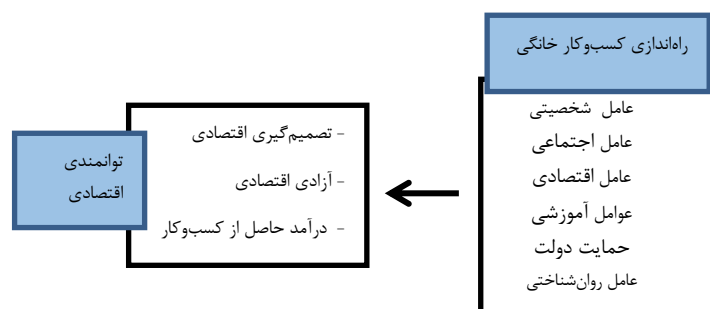 راه‌اندازی کسب‌وکار خانگی
عامل شخصیتی
عامل اجتماعی
عامل اقتصادی
عوامل آموزشی
حمایت دولت
عامل روان‌شناختی
- تصمیم‌گیری اقتصادی
- آزادی اقتصادی
- درآمد حاصل از کسب‌وکار
توانمندی
اقتصادی